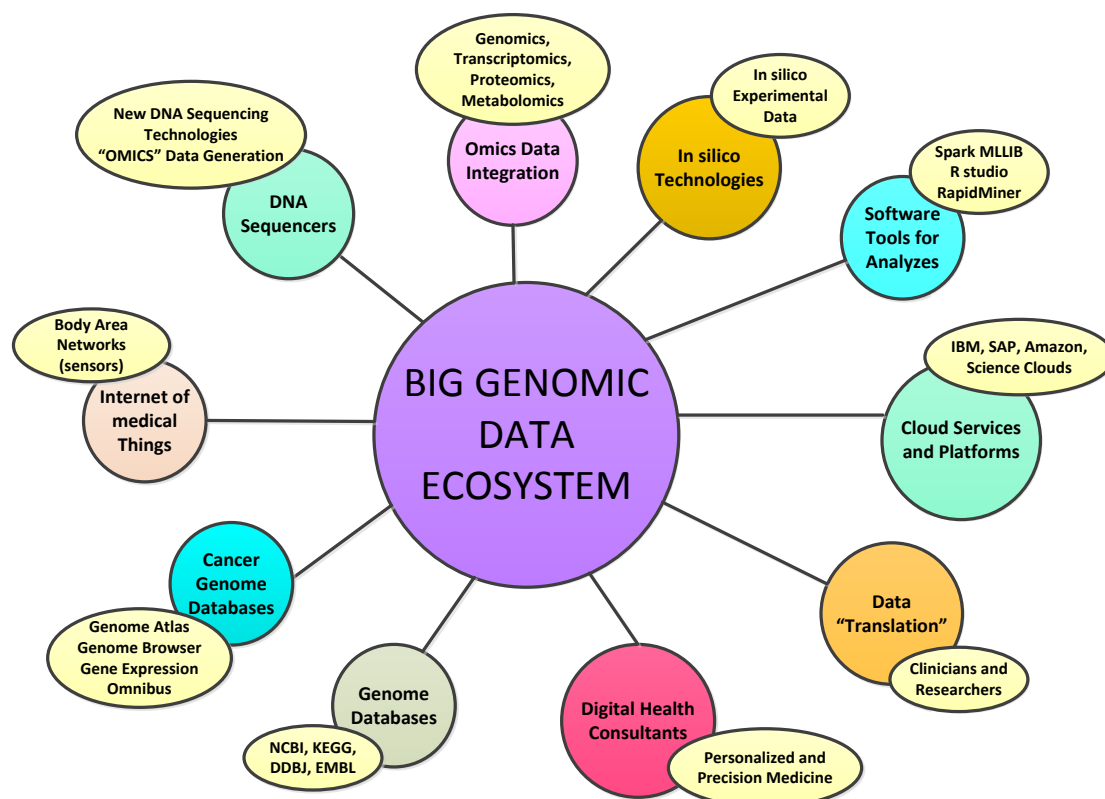 Genomics,
Transcriptomics,
Proteomics,
Metabolomics
Omics Data
Integration
In silico
Experimental
Data
In silico
Technologies
New DNA Sequencing
Technologies
“OMICS” Data Generation
DNA
Sequencers
Spark MLLIB
R studio
RapidMiner
Software
Tools for
Analyzes
Body Area
Networks
(sensors)
Internet of
medical
Things
IBM, SAP, Amazon,
Science Clouds
Cloud Services
and Platforms
BIG GENOMIC
DATA
ECOSYSTEM
Cancer
Genome
Databases
Genome Atlas
Genome Browser
Gene Expression
Omnibus
Data
“Translation”
Clinicians and
Researchers
Genome
Databases
NCBI, KEGG,
DDBJ, EMBL
Digital Health
Consultants
Personalized and
Precision Medicine